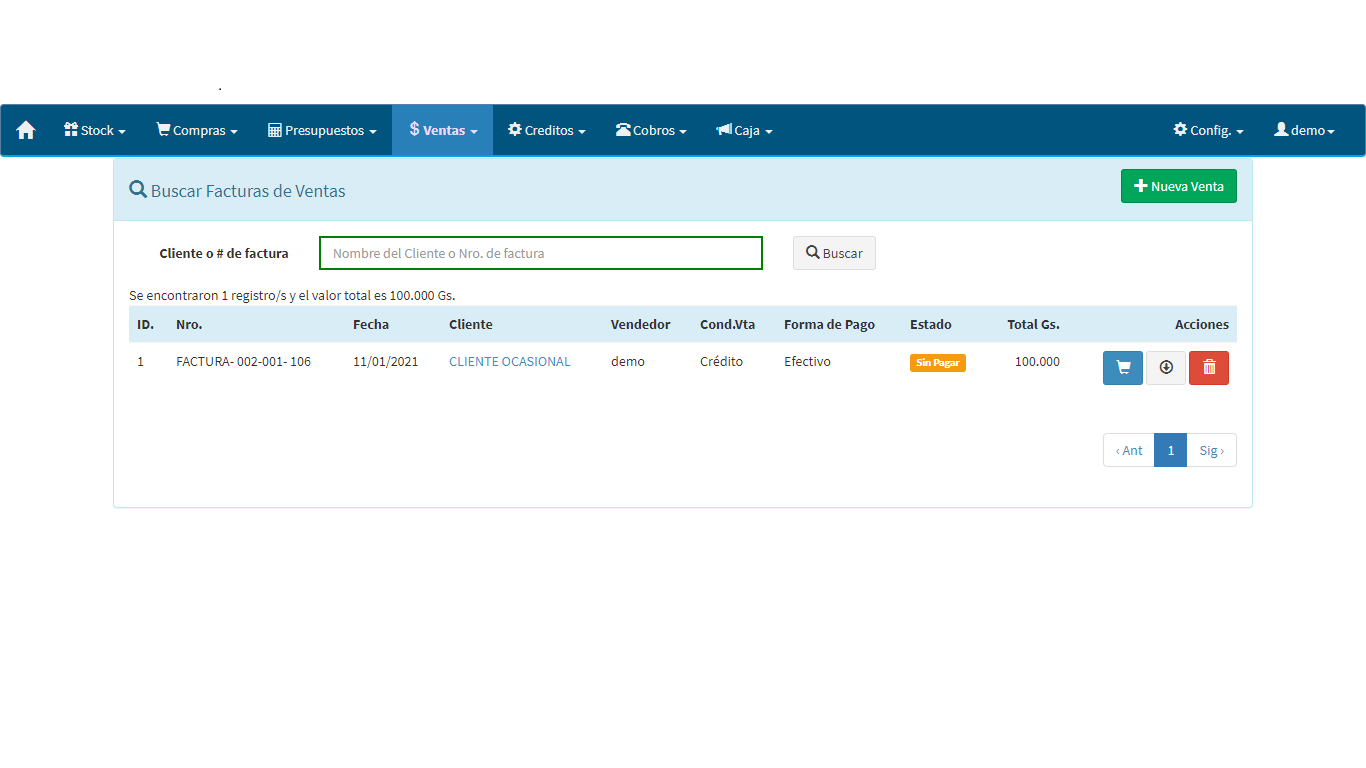 .
Stock Compras Presupuestos $ Ventas Creditos Cobros Caja Config. demo
Buscar Facturas de Ventas
+ Nueva Venta
Cliente o # de factura Nombre del Cliente o Nro. de factura Buscar
Se encontraron 1 registro/s y el valor total es 100.000 Gs.
ID. Nro. Fecha Cliente Vendedor Cond.Vta Forma de Pago Estado Total Gs. Acciones
1 FACTURA- 002-001- 106 11/01/2021 CLIENTE OCASIONAL demo Crédito Efectivo Sin Pagar 100.000
‹ Ant 1 Sig ›